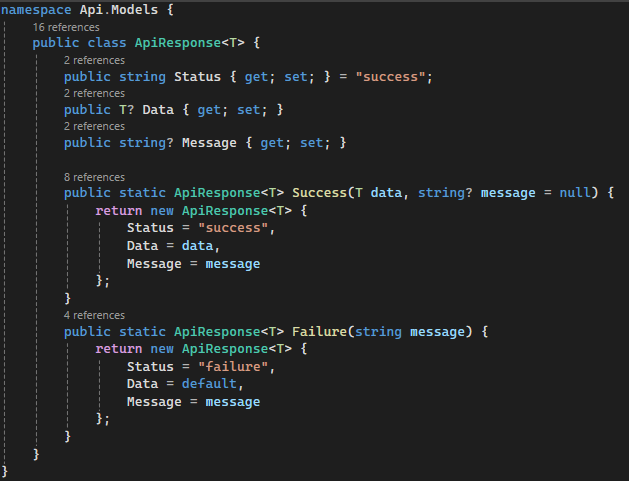 namespace Api.Models {
16 references
public class ApiResponse<T> {
2 references
public string Status { get; set; } = "success";
2 references
public T? Data { get; set; }
2 references
public string? Message { get; set; }
8 references
public static ApiResponse<T> Success(T data, string? message = null) {
return new ApiResponse<T> {
Status = "success",
Data = data,
Message = message
};
}
4 references
public static ApiResponse<T> Failure(string message) {
return new ApiResponse<T> {
Status = "failure",
Data = default,
Message = message
};
}
}
}